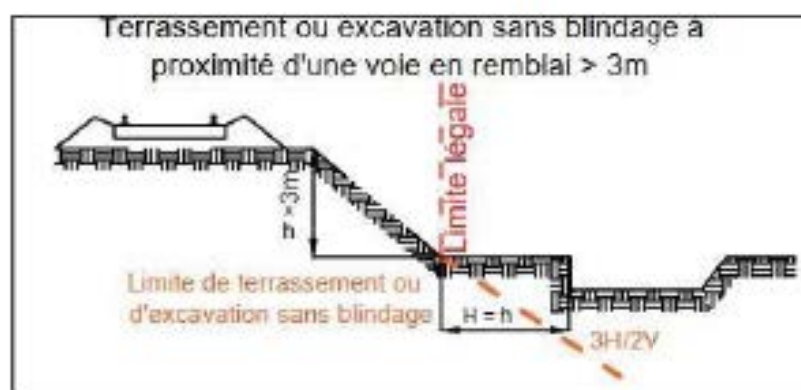 Terrassement ou excavation sans blindage à
proximité d'une voie en remblai > 3m
Limite légale
h > 3m
Limite de terrassement ou
d'excavation sans blindage
H = h
3H/2V